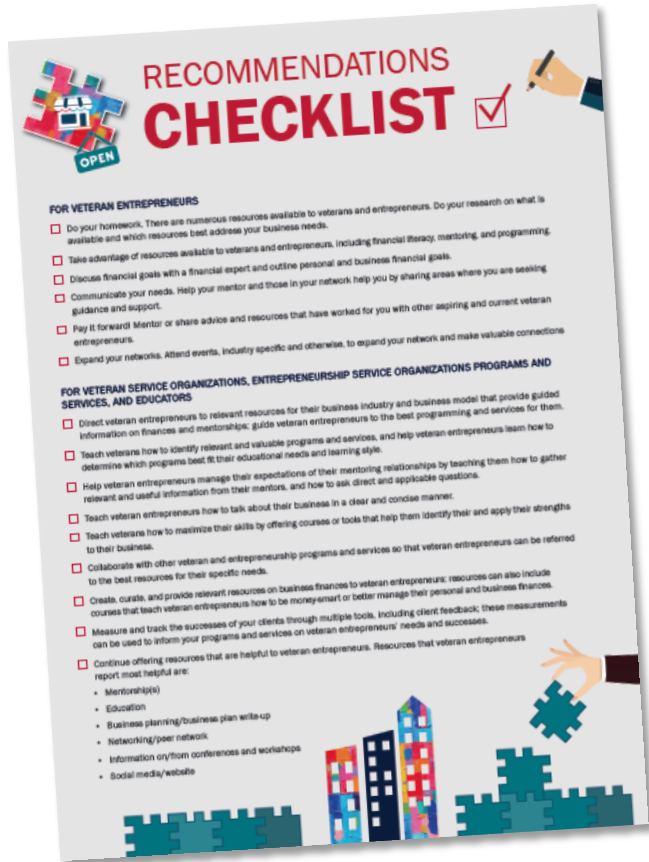 OPEN
RECOMMENDATIONS
CHECKLIST
FOR VETERAN ENTREPRENEURS
Do your homework. There are numerous resources available to veterans and entrepreneurs. Do your research on what is
available and which resources best address your business needs.
Take advantage of resources available to veterans and entrepreneurs, including financial literacy, mentoring, and programming.
Discuss financial goals with a financial expert and outline personal and business financial goals.
Communicate your needs. Help your mentor and those in your network help you by sharing areas where you are seeking
guidance and support.
Pay it forward! Mentor or share advice and resources that have worked for you with other aspiring and current veteran
entrepreneurs.
Expand your networks. Attend events, industry specific and otherwise, to expand your network and make valuable connections
FOR VETERAN SERVICE ORGANIZATIONS, ENTREPRENEURSHIP SERVICE ORGANIZATIONS PROGRAMS AND
SERVICES, AND EDUCATORS
Direct veteran entrepreneurs to relevant resources for their business industry and business model that provide guided
information on finances and mentorships; guide veteran entrepreneurs to the best programming and services for them.
Teach veterans how to identify relevant and valuable programs and services, and help veteran entrepreneurs learn how to
determine which programs best fit their educational needs and learning style.
Help veteran entrepreneurs manage their expectations of their mentoring relationships by teaching them how to gather
relevant and useful information from their mentors, and how to ask direct and applicable questions.
Teach veteran entrepreneurs how to talk about their business in a clear and concise manner.
Teach veterans how to maximize their skills by offering courses or tools that help them identify their and apply their strengths
to their business.
Collaborate with other veteran and entrepreneurship programs and services so that veteran entrepreneurs can be referred
to the best resources for their specific needs.
Create, curate, and provide relevant resources on business finances to veteran entrepreneurs; resources can also include
courses that teach veteran entrepreneurs how to be money-smart or better manage their personal and business finances.
Measure and track the successes of your clients through multiple tools, including client feedback; these measurements
can be used to inform your programs and services on veteran entrepreneurs' needs and successes.
Continue offering resources that are helpful to veteran entrepreneurs. Resources that veteran entrepreneurs
report most helpful are:
• Mentorship(s)
• Education
• Business planning/business plan write-up
• Networking/peer network
• Information on/from conferences and workshops
• Social media/website